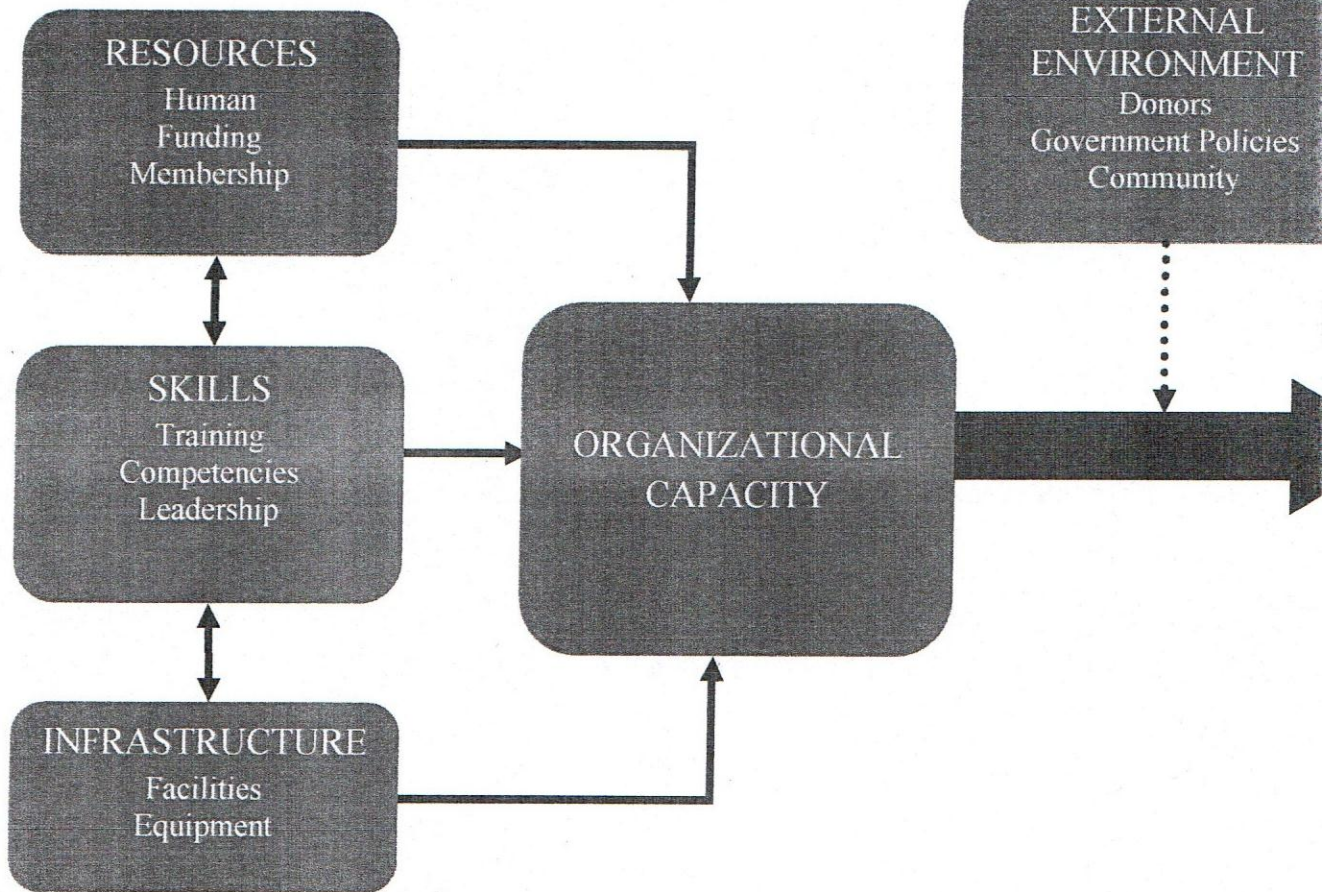 RESOURCES
Human
Funding
Membership
EXTERNAL
ENVIRONMENT
Donors
Government Policies
Community
SKILLS
Training
Competencies
Leadership
ORGANIZATIONAL
CAPACITY
INFRASTRUCTURE
Facilities
Equipment